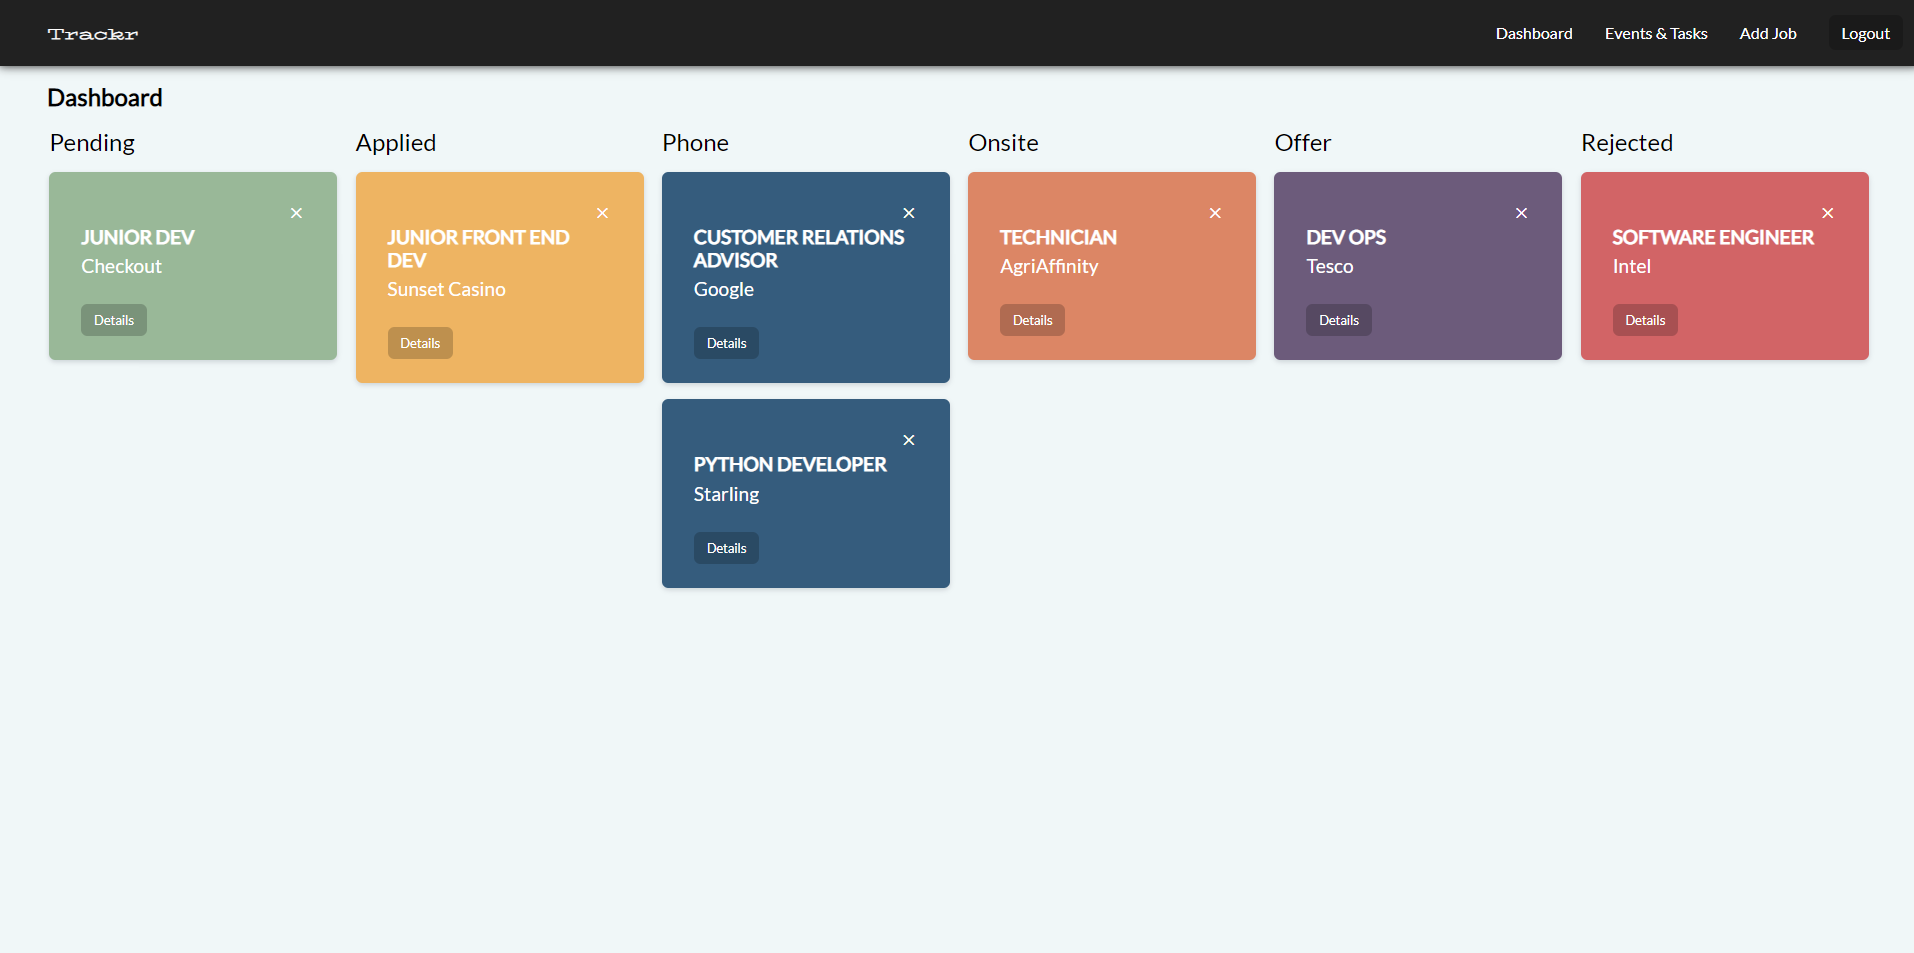 Trackr
Dashboard
Events & Tasks
Add Job
Logout
Dashboard
Pending
JUNIOR DEV
Checkout
Details
Applied
JUNIOR FRONT END
DEV
Sunset Casino
Details
Phone
CUSTOMER RELATIONS
ADVISOR
Google
Details
PYTHON DEVELOPER
Starling
Details
Onsite
TECHNICIAN
AgriAffinity
Details
Offer
DEV OPS
Tesco
Details
Rejected
SOFTWARE ENGINEER
Intel
Details